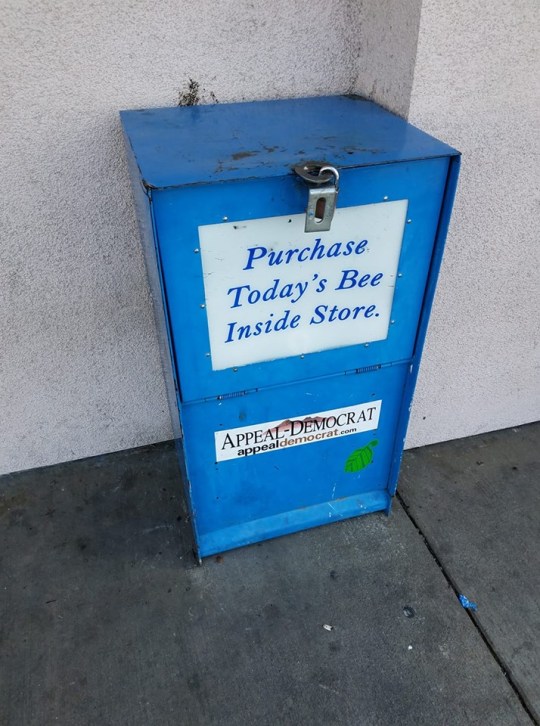 Purchase
Today's Bee
Inside Store.
APPEAL-DEMOCRAT
appealdemocrat.com